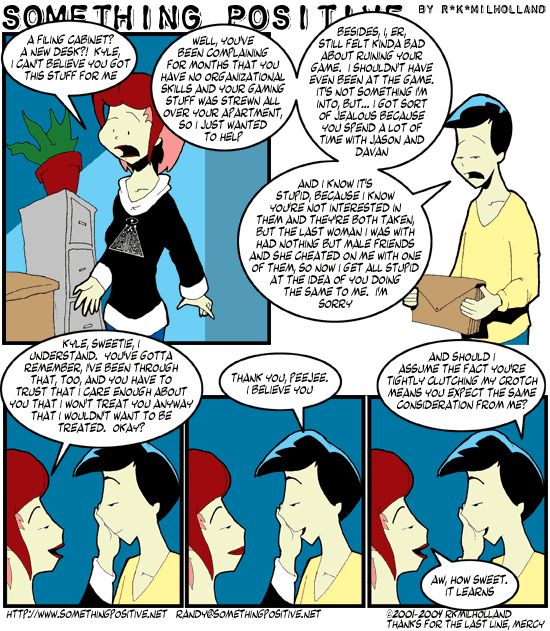 SOMETHING POSITIVE BY R*K*MILHOLLAND
A FILING CABINET?
A NEW DESK?! KYLE,
I CAN'T BELIEVE YOU GOT
THIS STUFF FOR ME
WELL, YOU'VE
BEEN COMPLAINING
FOR MONTHS THAT YOU
HAVE NO ORGANIZATIONAL
SKILLS AND YOUR GAMING
STUFF WAS STREWN ALL
OVER YOUR APARTMENT,
SO I JUST WANTED
TO HELP
BESIDES, I, ER,
STILL FELT KINDA BAD
ABOUT RUINING YOUR
GAME. I SHOULDN'T HAVE
EVEN BEEN AT THE GAME.
IT'S NOT SOMETHING I'M
INTO, BUT... I GOT SORT
OF JEALOUS BECAUSE
YOU SPEND A LOT OF
TIME WITH JASON AND
DAVAN
AND I KNOW IT'S
STUPID, BECAUSE I KNOW
YOU'RE NOT INTERESTED IN
THEM AND THEY'RE BOTH TAKEN,
BUT THE LAST WOMAN I WAS WITH
HAD NOTHING BUT MALE FRIENDS
AND SHE CHEATED ON ME WITH ONE
OF THEM, SO NOW I GET ALL STUPID
AT THE IDEA OF YOU DOING
THE SAME TO ME. I'M
SORRY
KYLE, SWEETIE, I
UNDERSTAND. YOU'VE GOTTA
REMEMBER, I'VE BEEN THROUGH
THAT, TOO, AND YOU HAVE TO
TRUST THAT I CARE ENOUGH ABOUT
YOU THAT I WON'T TREAT YOU ANYWAY
THAT I WOULDN'T WANT TO BE
TREATED. OKAY?
THANK YOU, PEEJEE.
I BELIEVE YOU
AND SHOULD I
ASSUME THE FACT YOU'RE
TIGHTLY CLUTCHING MY CROTCH
MEANS YOU EXPECT THE SAME
CONSIDERATION FROM ME?
AW, HOW SWEET.
IT LEARNS
HTTP://WWW.SOMETHINGPOSITIVE.NET RANDY@SOMETHINGPOSITIVE.NET ©2001-2004 RKMILHOLLAND
THANKS FOR THE LAST LINE, MERCY